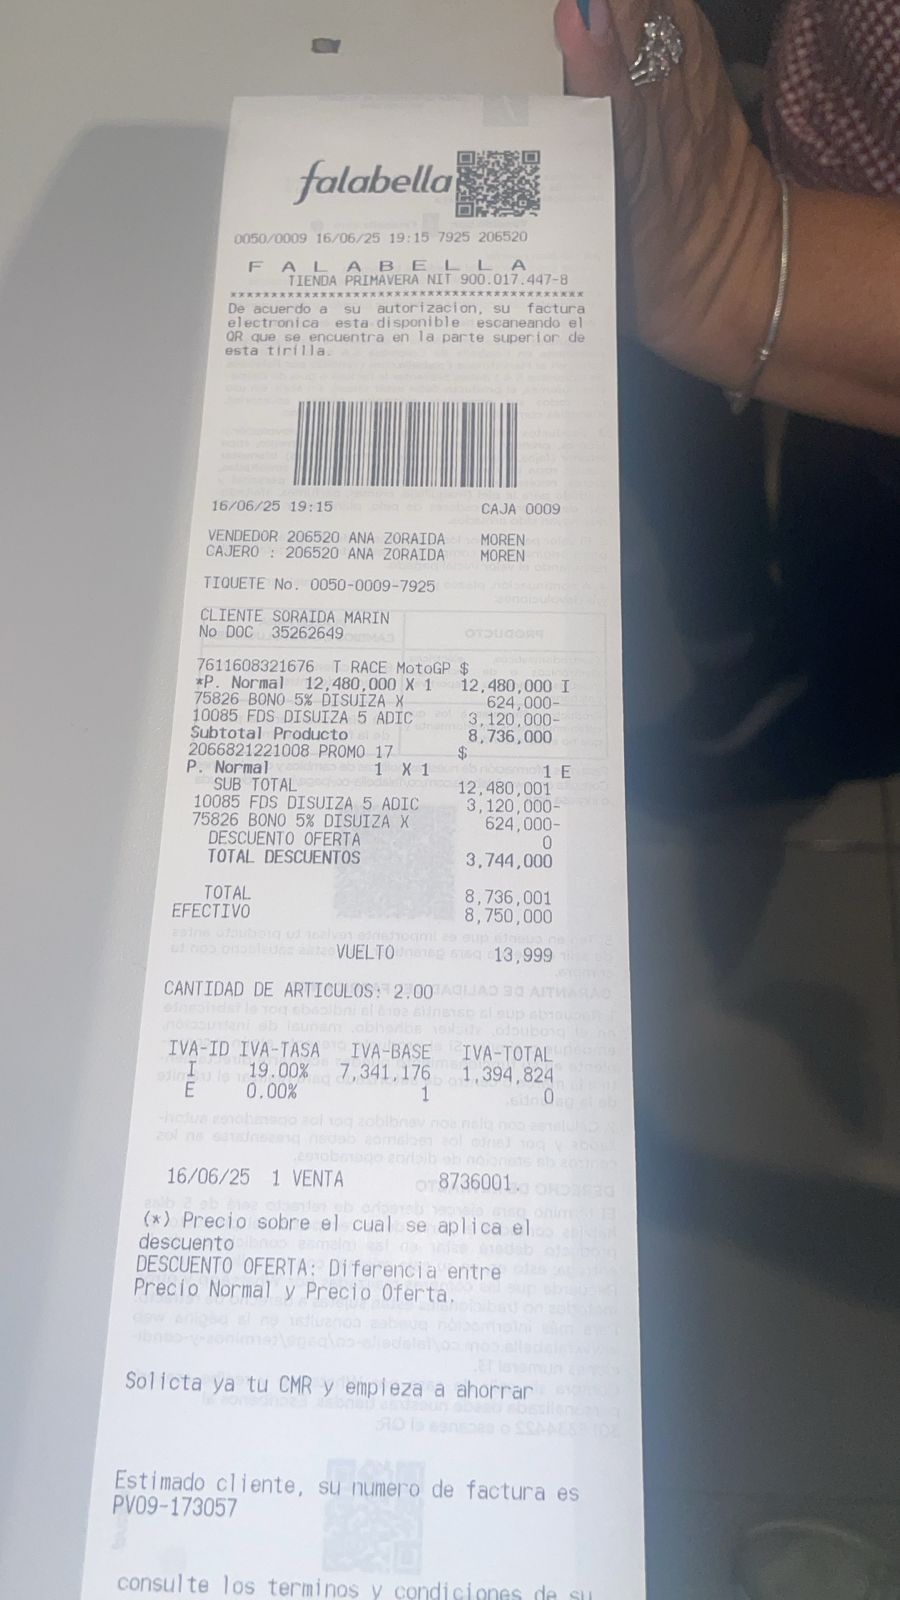 falabella
0050/0009 16/06/25 19:15 7925 206520
F A L A B E L L A
TIENDA PRIMAVERA NIT 900.017.447-8
*******************************************
De acuerdo a su autorizacion, su factura
electronica esta disponible escaneando el
QR que se encuentra en la parte superior de
esta tirilla.
16/06/25 19:15 CAJA 0009
VENDEDOR 206520 ANA ZORAIDA MOREN
CAJERO : 206520 ANA ZORAIDA MOREN
TIQUETE No. 0050-0009-7925
CLIENTE SORAIDA MARIN
No DOC 35262649
7611608321676 T RACE MotoGP $
*P. Normal 12,480,000 X 1 12,480,000 I
75826 BONO 5% DISUIZA X 624,000-
10085 FDS DISUIZA 5 ADIC 3,120,000-
Subtotal Producto 8,736,000
2066821221008 PROMO 17 $
P. Normal 1 X 1 1 E
SUB TOTAL 12,480,001
10085 FDS DISUIZA 5 ADIC 3,120,000-
75826 BONO 5% DISUIZA X 624,000-
DESCUENTO OFERTA 0
TOTAL DESCUENTOS 3,744,000
TOTAL 8,736,001
EFECTIVO 8,750,000
VUELTO 13,999
CANTIDAD DE ARTICULOS: 2.00
IVA-ID IVA-TASA IVA-BASE IVA-TOTAL
I 19.00% 7,341,176 1,394,824
E 0.00% 1 0
16/06/25 1 VENTA 8736001.
(*) Precio sobre el cual se aplica el
descuento
DESCUENTO OFERTA: Diferencia entre
Precio Normal y Precio Oferta.
Solicta ya tu CMR y empieza a ahorrar
Estimado cliente, su numero de factura es
PV09-173057
consulte los terminos y condiciones de su